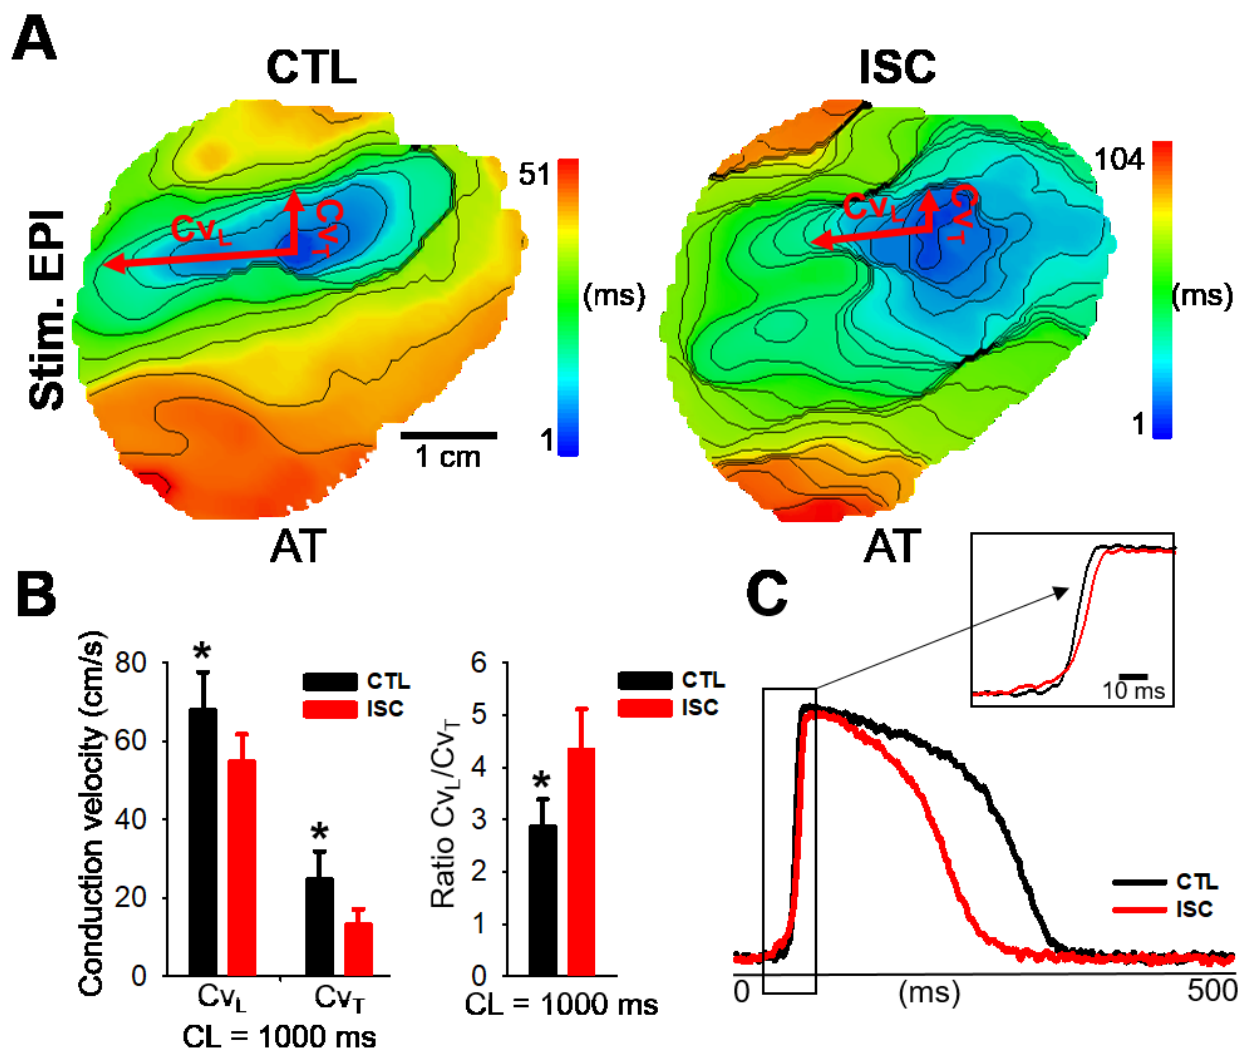 A
CTL
ISC
Stim. EPI
CvL
CvT
51
(ms)
1
1 cm
AT
CvL
CvT
104
(ms)
1
AT
B
Conduction velocity (cm/s)
80
60
40
20
0
*
*
CTL
ISC
CvL
CvT
CL = 1000 ms
Ratio CvL/CvT
6
5
4
3
2
1
0
*
CTL
ISC
CL = 1000 ms
C
10 ms
CTL
ISC
0
(ms)
500